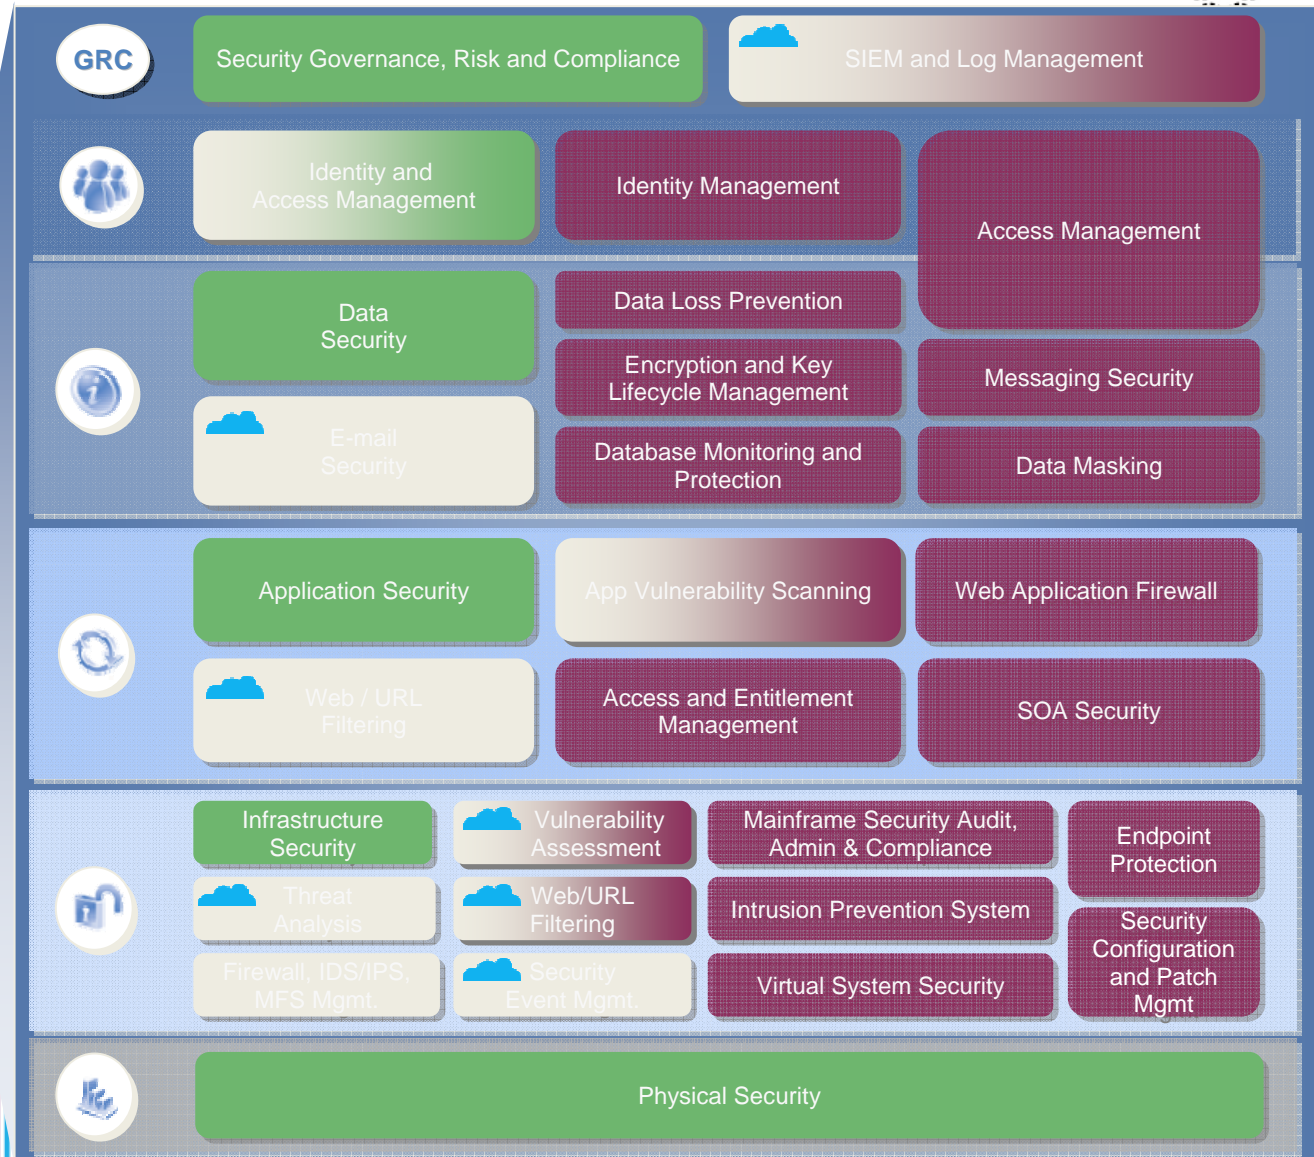 GRC
Security Governance, Risk and Compliance
SIEM and Log Management
Identity and
Access Management
Identity Management
Access Management
Data
Security
Data Loss Prevention
Encryption and Key
Lifecycle Management
Messaging Security
E-mail
Security
Database Monitoring and
Protection
Data Masking
Application Security
App Vulnerability Scanning
Web Application Firewall
Web / URL
Filtering
Access and Entitlement
Management
SOA Security
Infrastructure
Security
Vulnerability
Assessment
Mainframe Security Audit,
Admin & Compliance
Endpoint
Protection
Threat
Analysis
Web/URL
Filtering
Intrusion Prevention System
Security
Configuration
and Patch
Mgmt
Firewall, IDS/IPS,
MFS Mgmt.
Security
Event Mgmt.
Virtual System Security
Physical Security